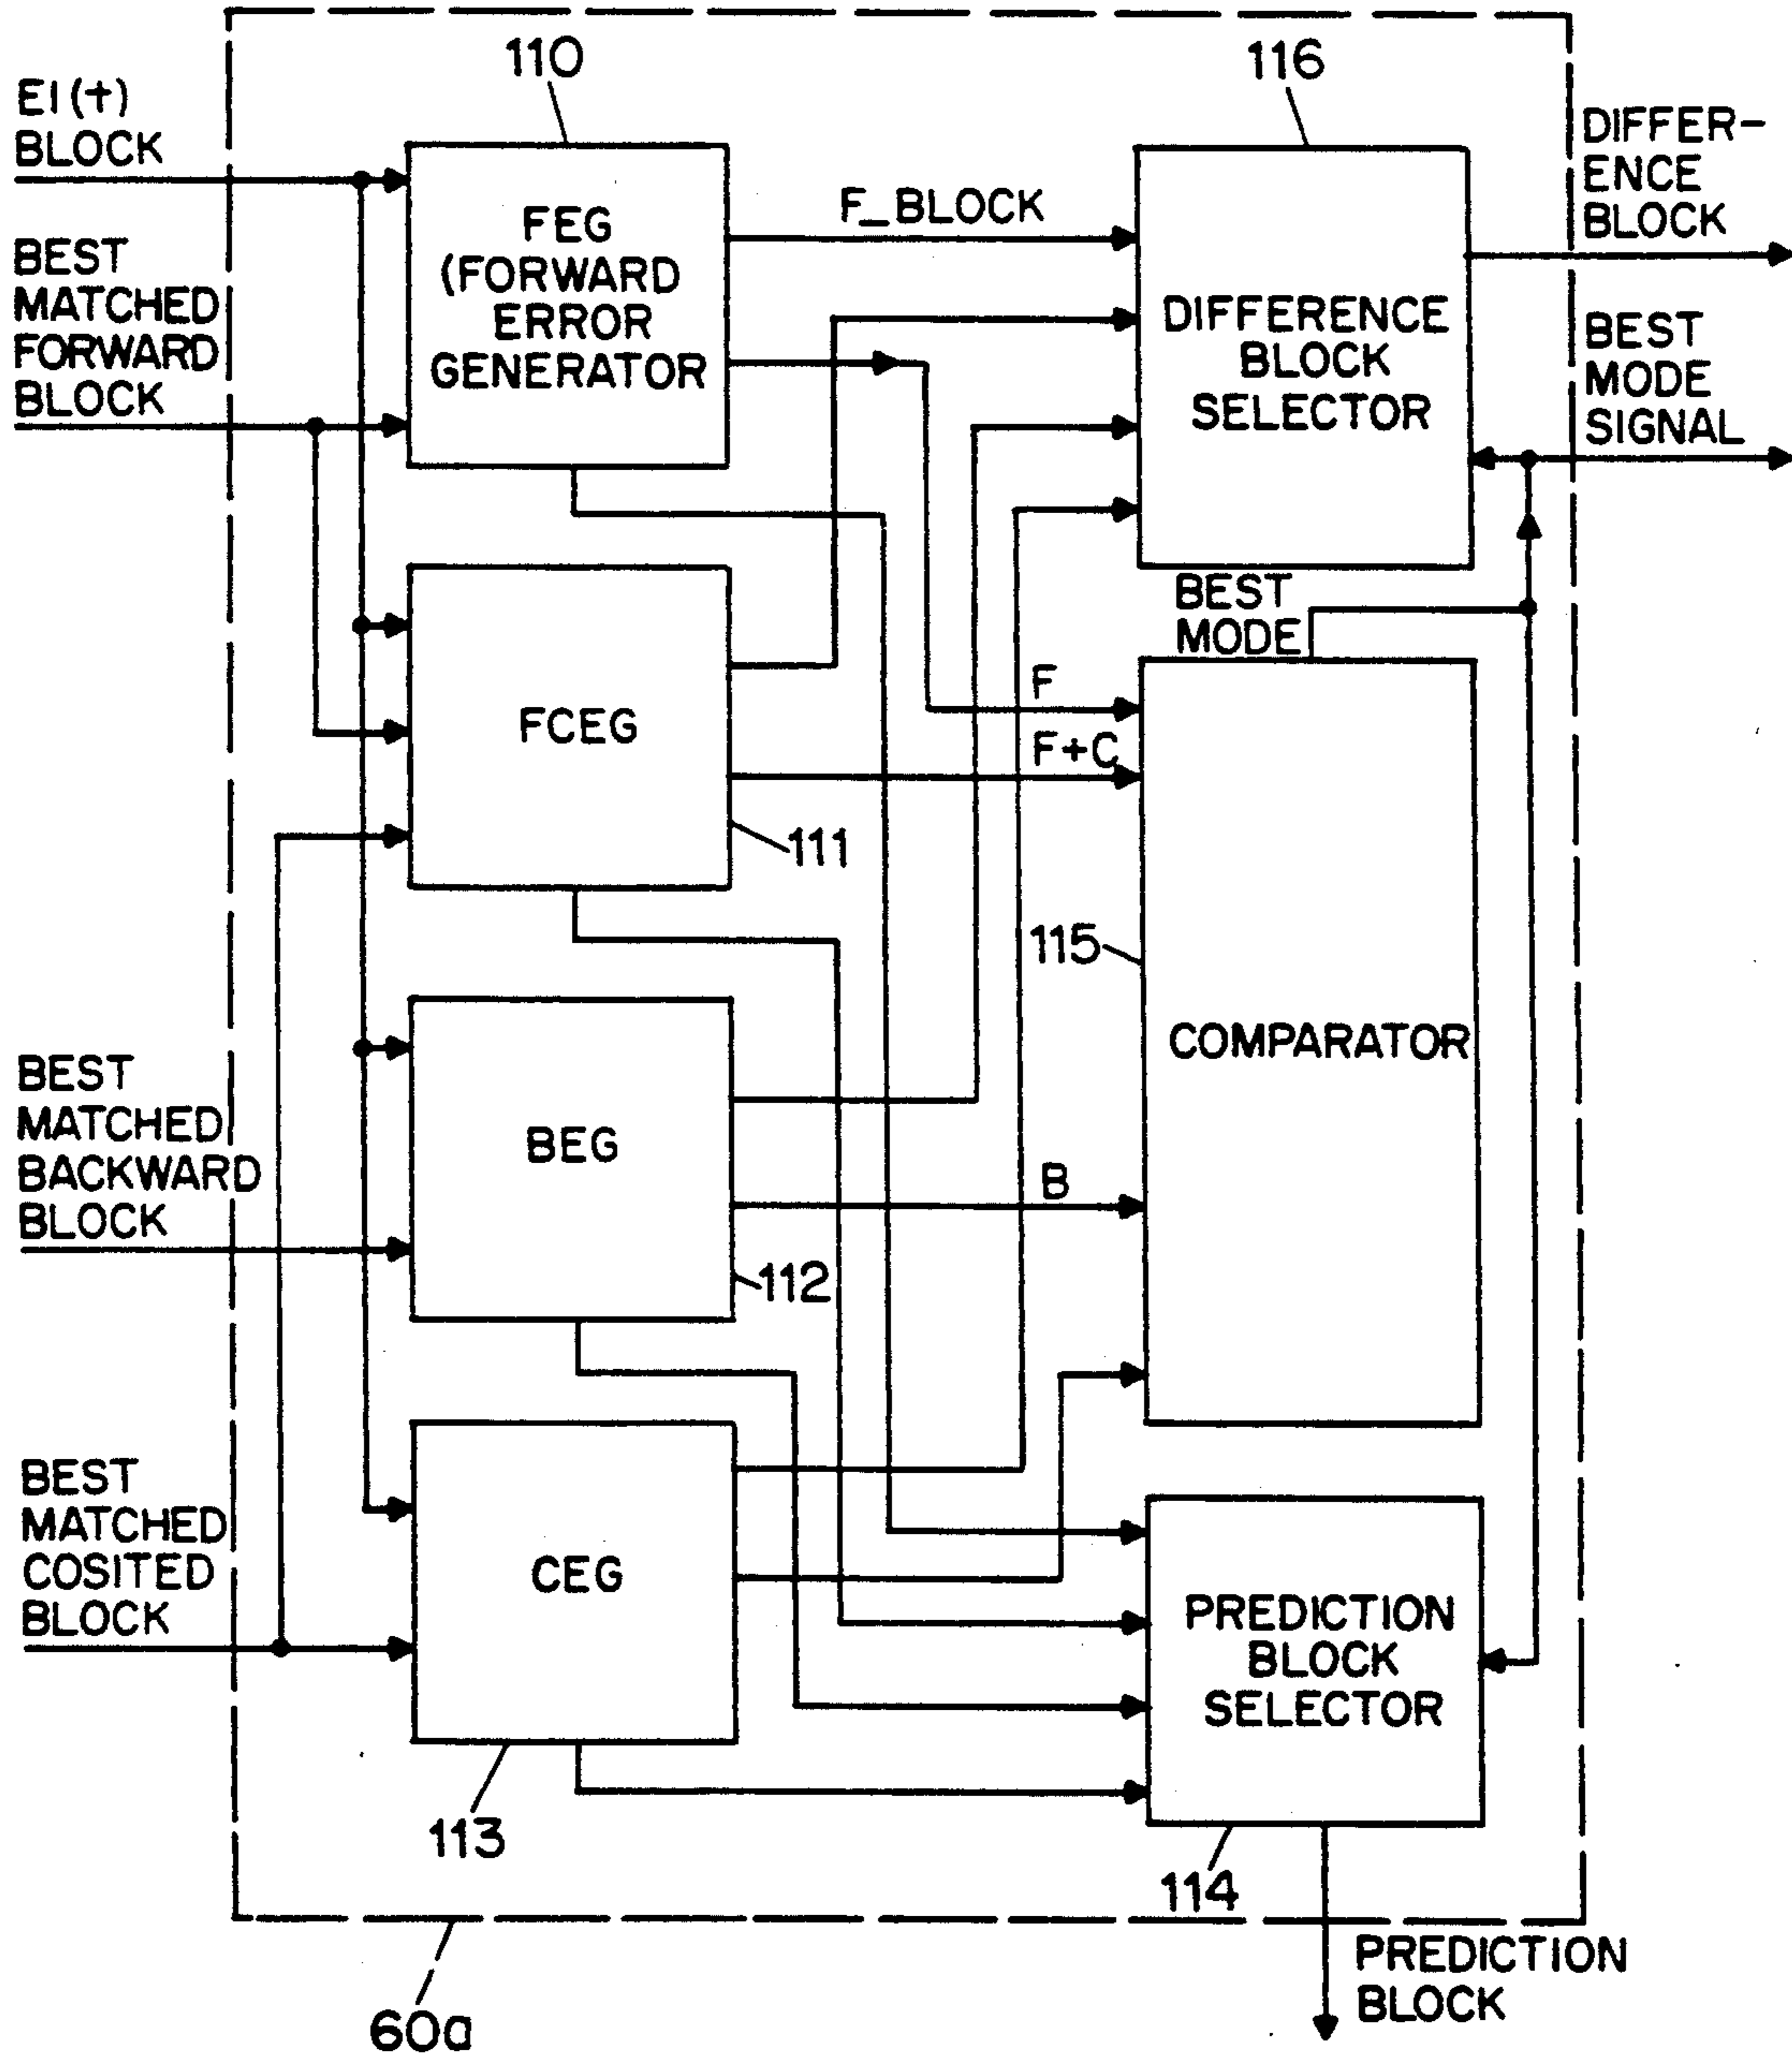 110
116
E1(+)
BLOCK
DIFFER-
ENCE
BLOCK
FEG
(FORWARD
ERROR
GENERATOR
F_BLOCK
BEST
MATCHED
FORWARD
BLOCK
DIFFERENCE
BLOCK
SELECTOR
BEST
MODE
SIGNAL
BEST
MODE
F
F+C
FCEG
111
115
COMPARATOR
BEST
MATCHED
BACKWARD
BLOCK
BEG
B
112
BEST
MATCHED
COSITED
BLOCK
CEG
PREDICTION
BLOCK
SELECTOR
113
114
PREDICTION
BLOCK
60a